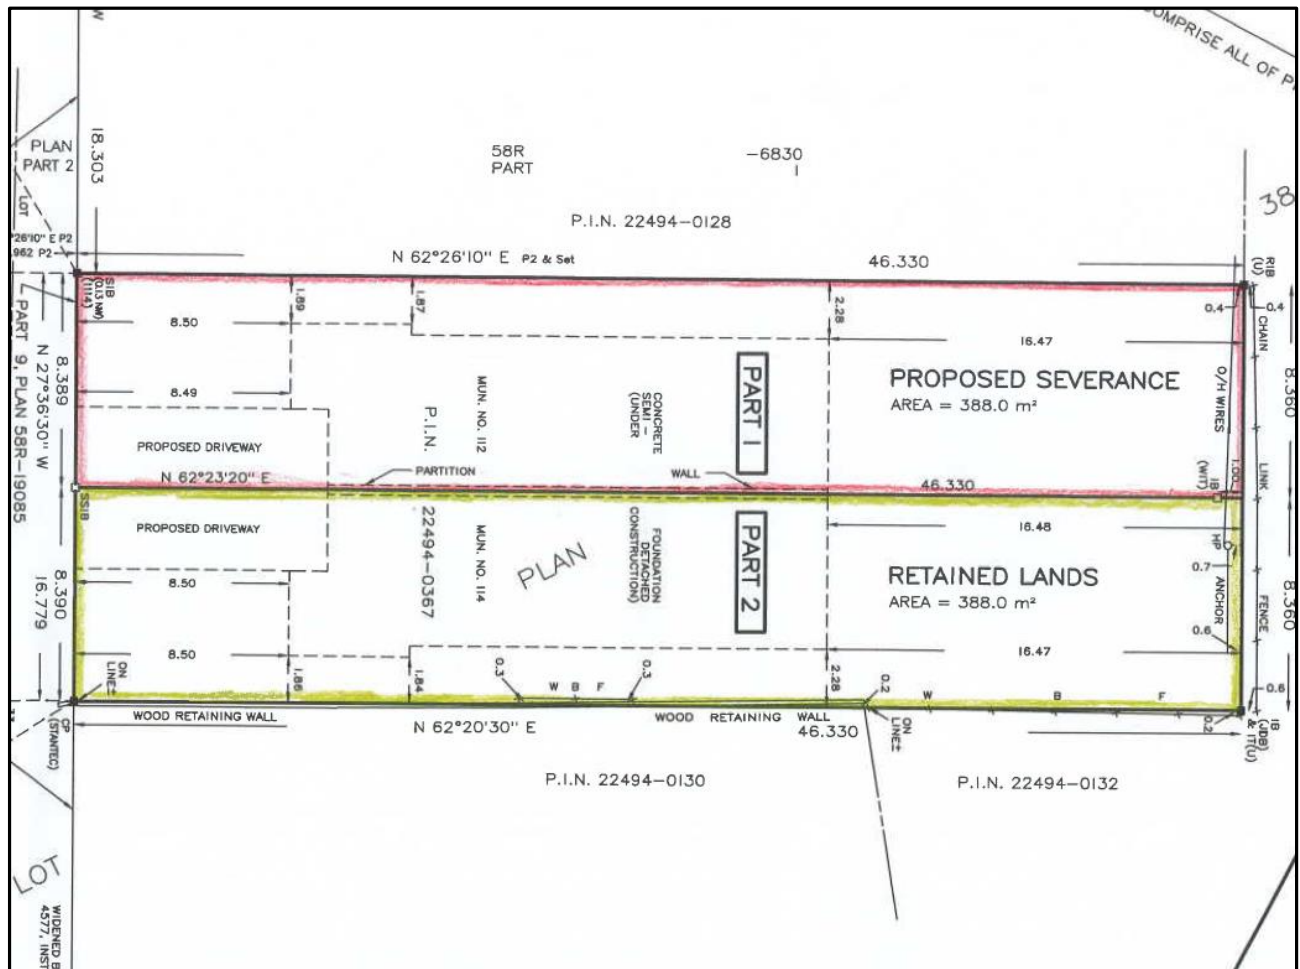 COMPRISE ALL OF P
W
18.303
PLAN
PART 2
LOT
58R
PART
-6830
I
38
P.I.N. 22494-0128
°26'10" E P2
962 P2
N 62°26'10" E P2 & Set
46.330
RIB
(U)
SIB
(0.13 NW)
(1114)
1.89
1.87
2.28
0.4
0.4
CHAIN
8.50
16.47
8.360
8.389
N 27°36'30" W
PART 9, PLAN 58R-19085
PROPOSED SEVERANCE
AREA = 388.0 m²
O/H WIRES
8.49
P.I.N.
MUN. NO. 112
CONCRETE
SEMI -
(UNDER
PART 1
PROPOSED DRIVEWAY
N 62°23'20" E
PARTITION
WALL
46.330
1.00
IB
(WIT)
LINK
SSIB
PROPOSED DRIVEWAY
22494-0367
MUN. NO. 114
PLAN
FOUNDATION
DETACHED
CONSTRUCTION)
PART 2
16.48
HP
0.7
ANCHOR
8.360
8.50
RETAINED LANDS
AREA = 388.0 m²
FENCE
0.6
8.390
16.779
8.50
16.47
ON
LINE±
1.86
1.84
0.3
W B F
0.3
2.28
0.2
W B F
0.2
0.6
IB
(JDB)
& IT(U)
CP
(STANTEC)
WOOD RETAINING WALL
N 62°20'30" E
WOOD RETAINING WALL
46.330
ON
LINE±
P.I.N. 22494-0130
P.I.N. 22494-0132
LOT
WIDENED B
4577, INST